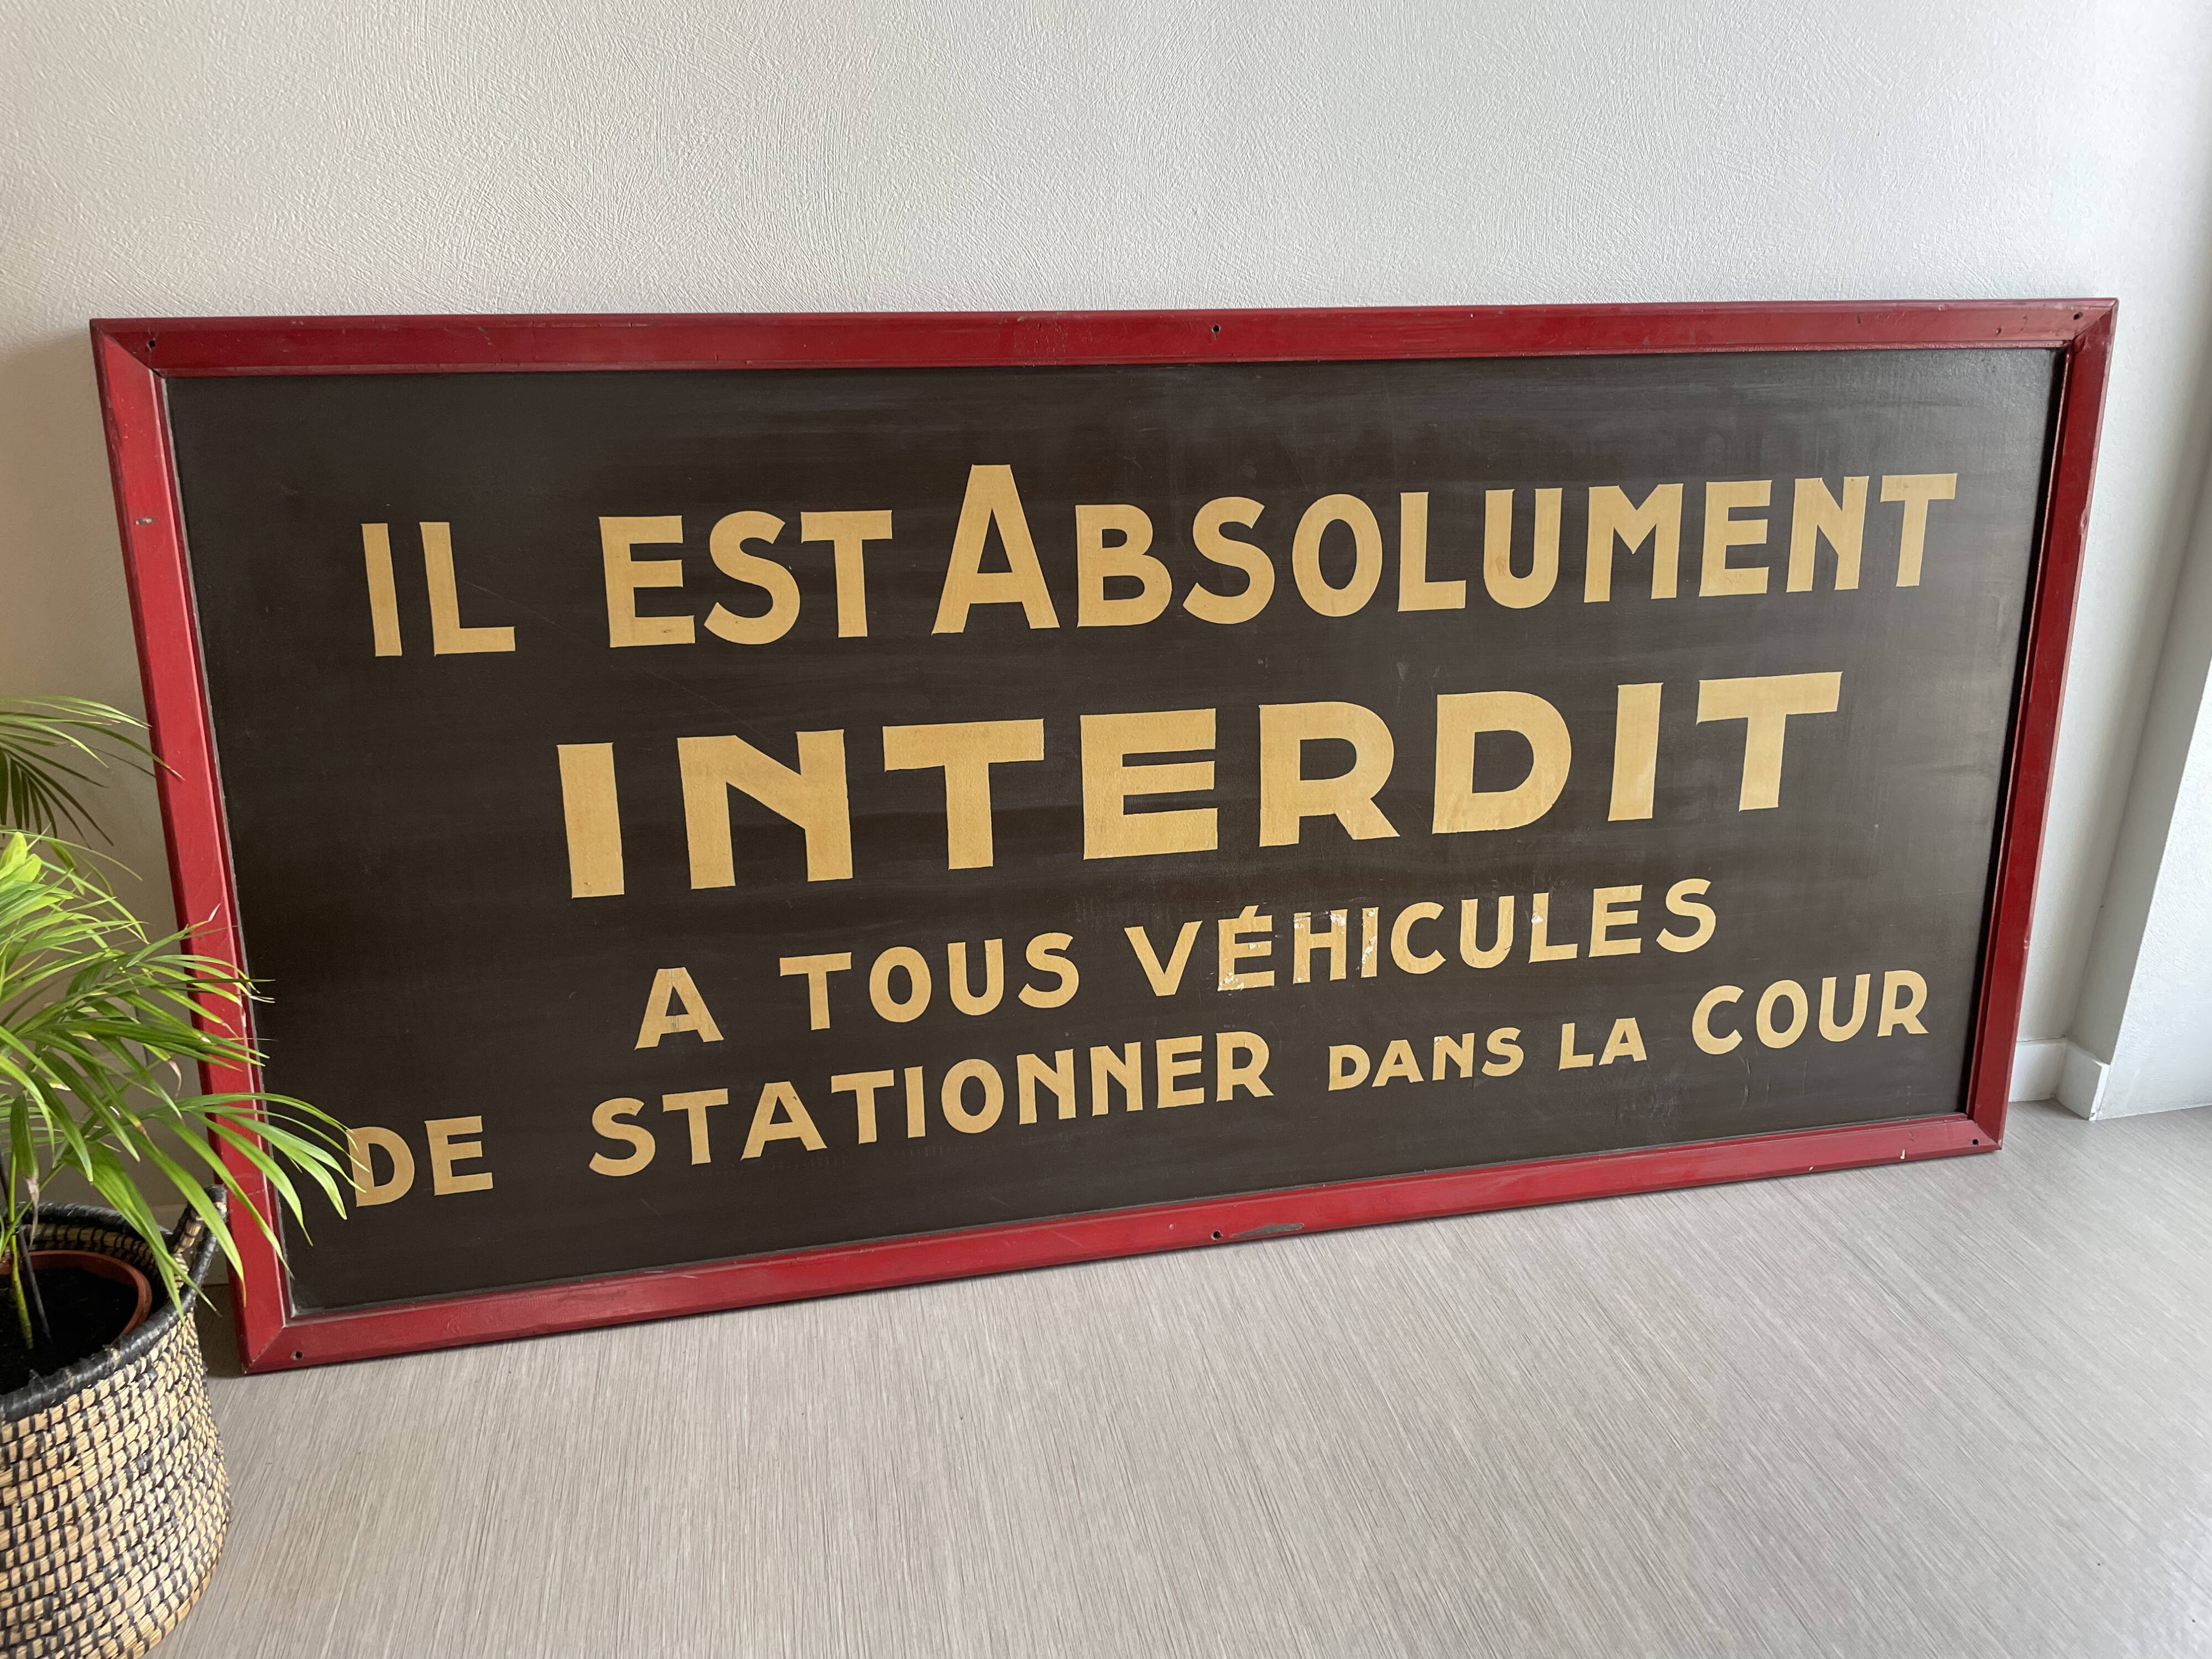 IL EST ABSOLUMENT
INTERDIT
A TOUS VÉHICULES
DE STATIONNER DANS LA COUR